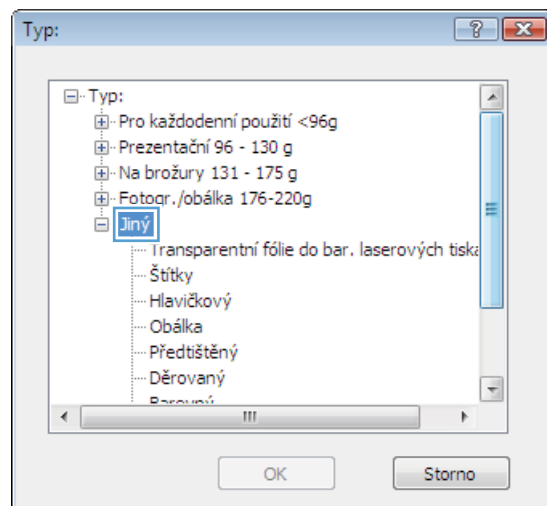 Typ:
Typ:
Pro každodenní použití <96g
Prezentační 96 - 130 g
Na brožury 131 - 175 g
Fotogr./obálka 176-220g
Jiný
Transparentní fólie do bar. laserových tiska
Štítky
Hlavičkový
Obálka
Předtištěný
Děrovaný
Barevný
OK Storno